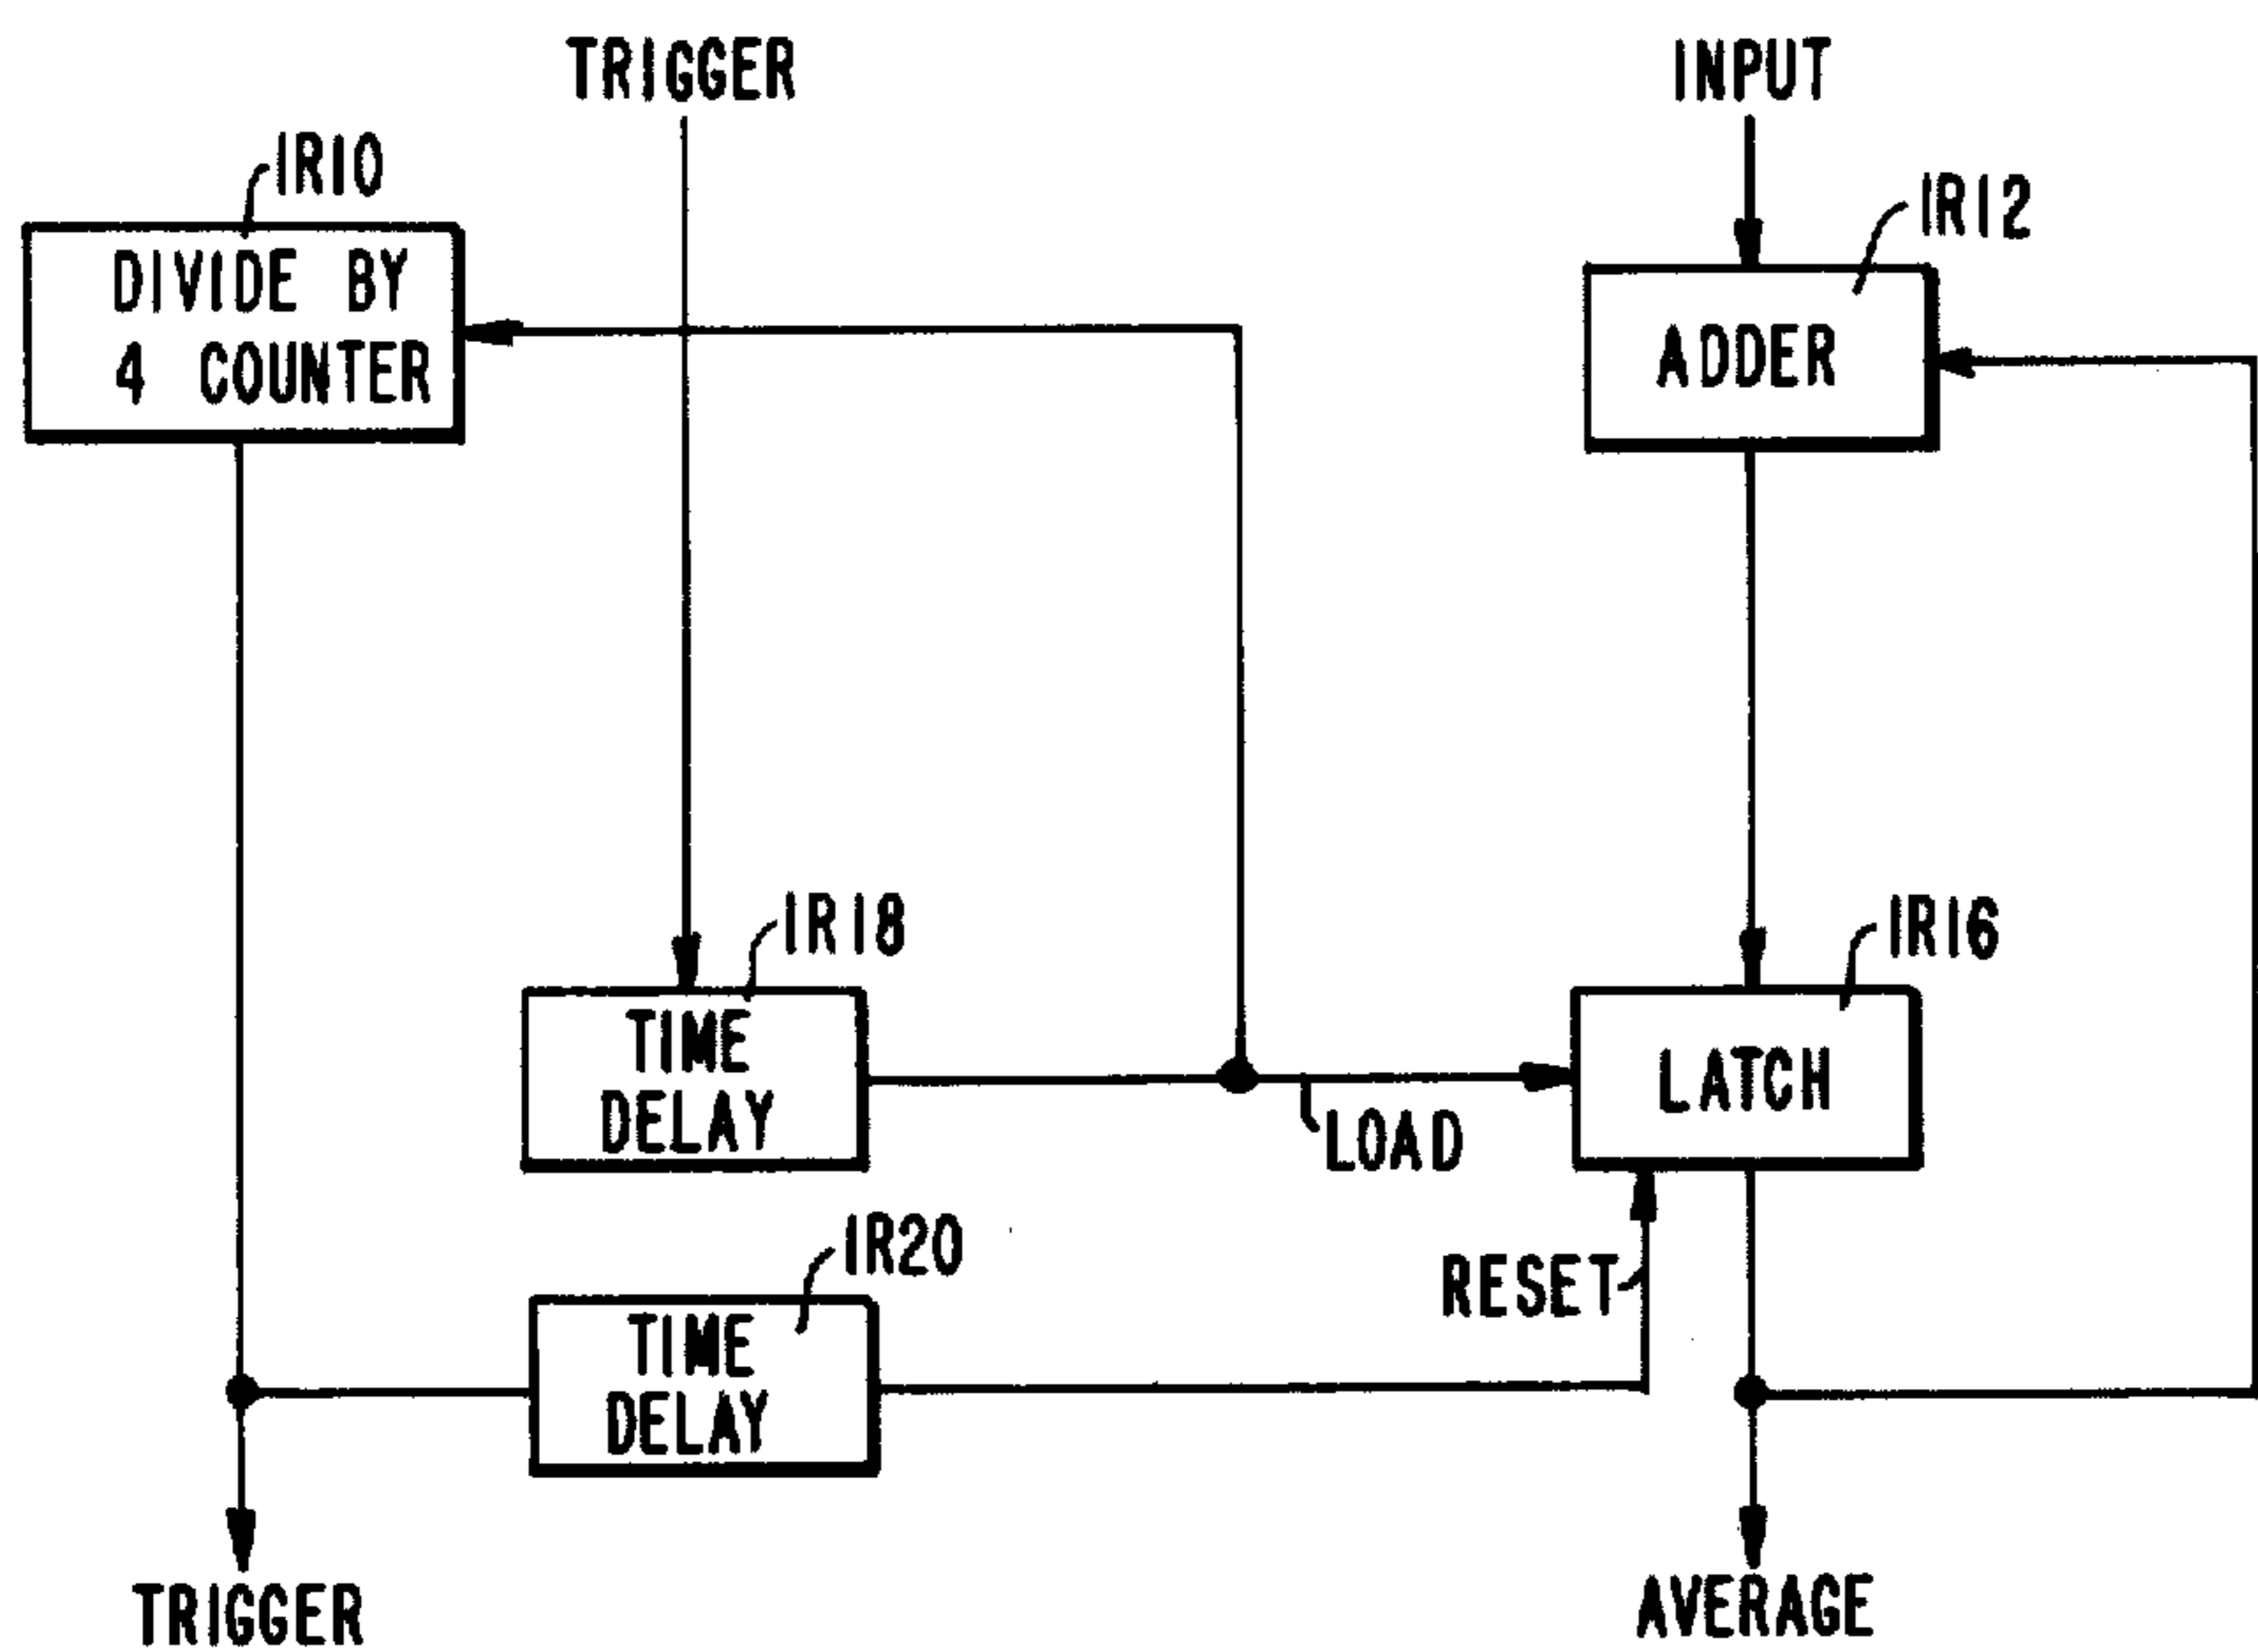 TRIGGER
INPUT
IR10
IR12
DIVIDE BY
4 COUNTER
ADDER
IR18
IR16
TIME
DELAY
LATCH
LOAD
IR20
RESET
TIME
DELAY
TRIGGER
AVERAGE